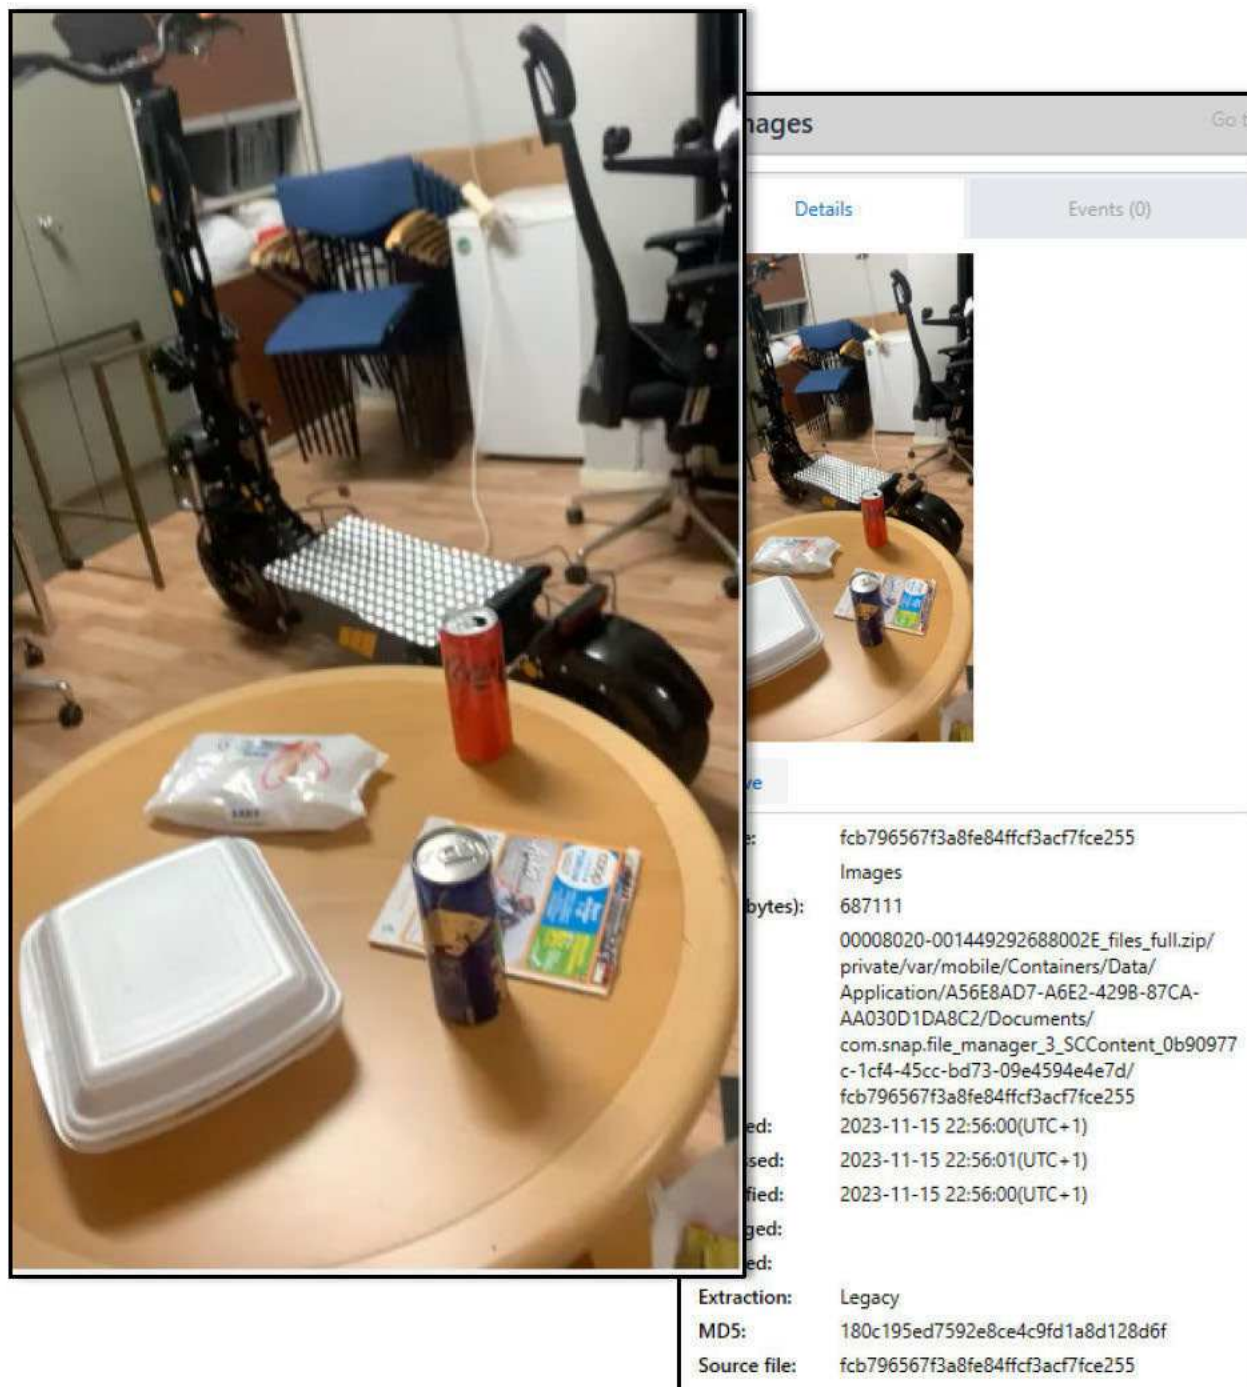 nages
Go t
Details
Events (0)
ve
e:
fcb796567f3a8fe84ffcf3acf7fce255
Images
bytes):
687111
00008020-001449292688002E_files_full.zip/
private/var/mobile/Containers/Data/
Application/A56E8AD7-A6E2-429B-87CA-
AA030D1DA8C2/Documents/
com.snap.file_manager_3_SCContent_0b90977
c-1cf4-45cc-bd73-09e4594e4e7d/
fcb796567f3a8fe84ffcf3acf7fce255
ed:
2023-11-15 22:56:00(UTC+1)
ssed:
2023-11-15 22:56:01(UTC+1)
fied:
2023-11-15 22:56:00(UTC+1)
ged:
ed:
Extraction:
Legacy
MD5:
180c195ed7592e8ce4c9fd1a8d128d6f
Source file:
fcb796567f3a8fe84ffcf3acf7fce255